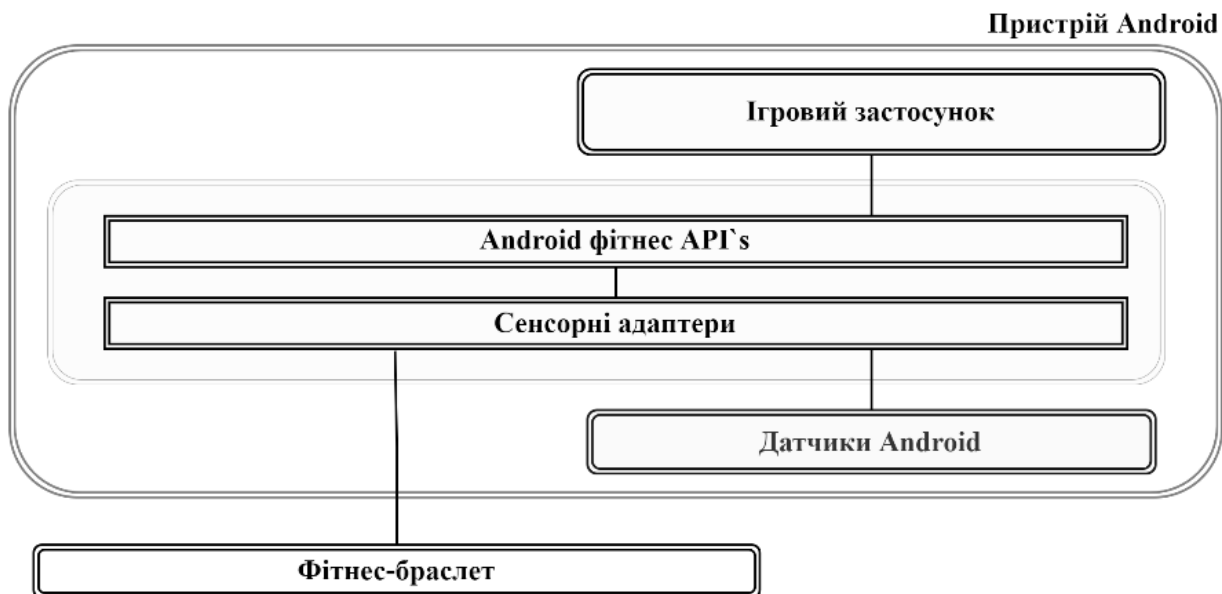 Пристрій Android
Ігровий застосунок
Android фітнес API`s
Сенсорні адаптери
Датчики Android
Фітнес-браслет